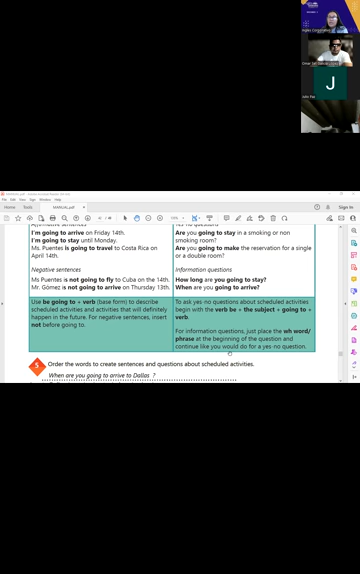 MANUAL.pdf
Home
Tools
MANUAL.pdf
Sign In
Affirmative sentences
I'm going to arrive on Friday 14th.
I'm going to stay until Monday.
Ms. Puentes is going to travel to Costa Rica on
April 14th.
Negative sentences
Ms Puentes is not going to fly to Cuba on the 14th.
Mr. Gómez is not going to arrive on Thursday 13th.
Yes-no questions
Are you going to stay in a smoking or non
smoking room?
Are you going to make the reservation for a single
or a double room?
Information questions
How long are you going to stay?
When are you going to arrive?
Use be going to + verb (base form) to describe
scheduled activities and activities that will definitely
happen in the future. For negative sentences, insert
not before going to.
To ask yes-no questions about scheduled activities
begin with the verb be + the subject + going to +
verb.
For information questions, just place the wh word/
phrase at the beginning of the question and
continue like you would do for a yes-no question.
5 Order the words to create sentences and questions about scheduled activities.
When are you going to arrive to Dallas ?
J